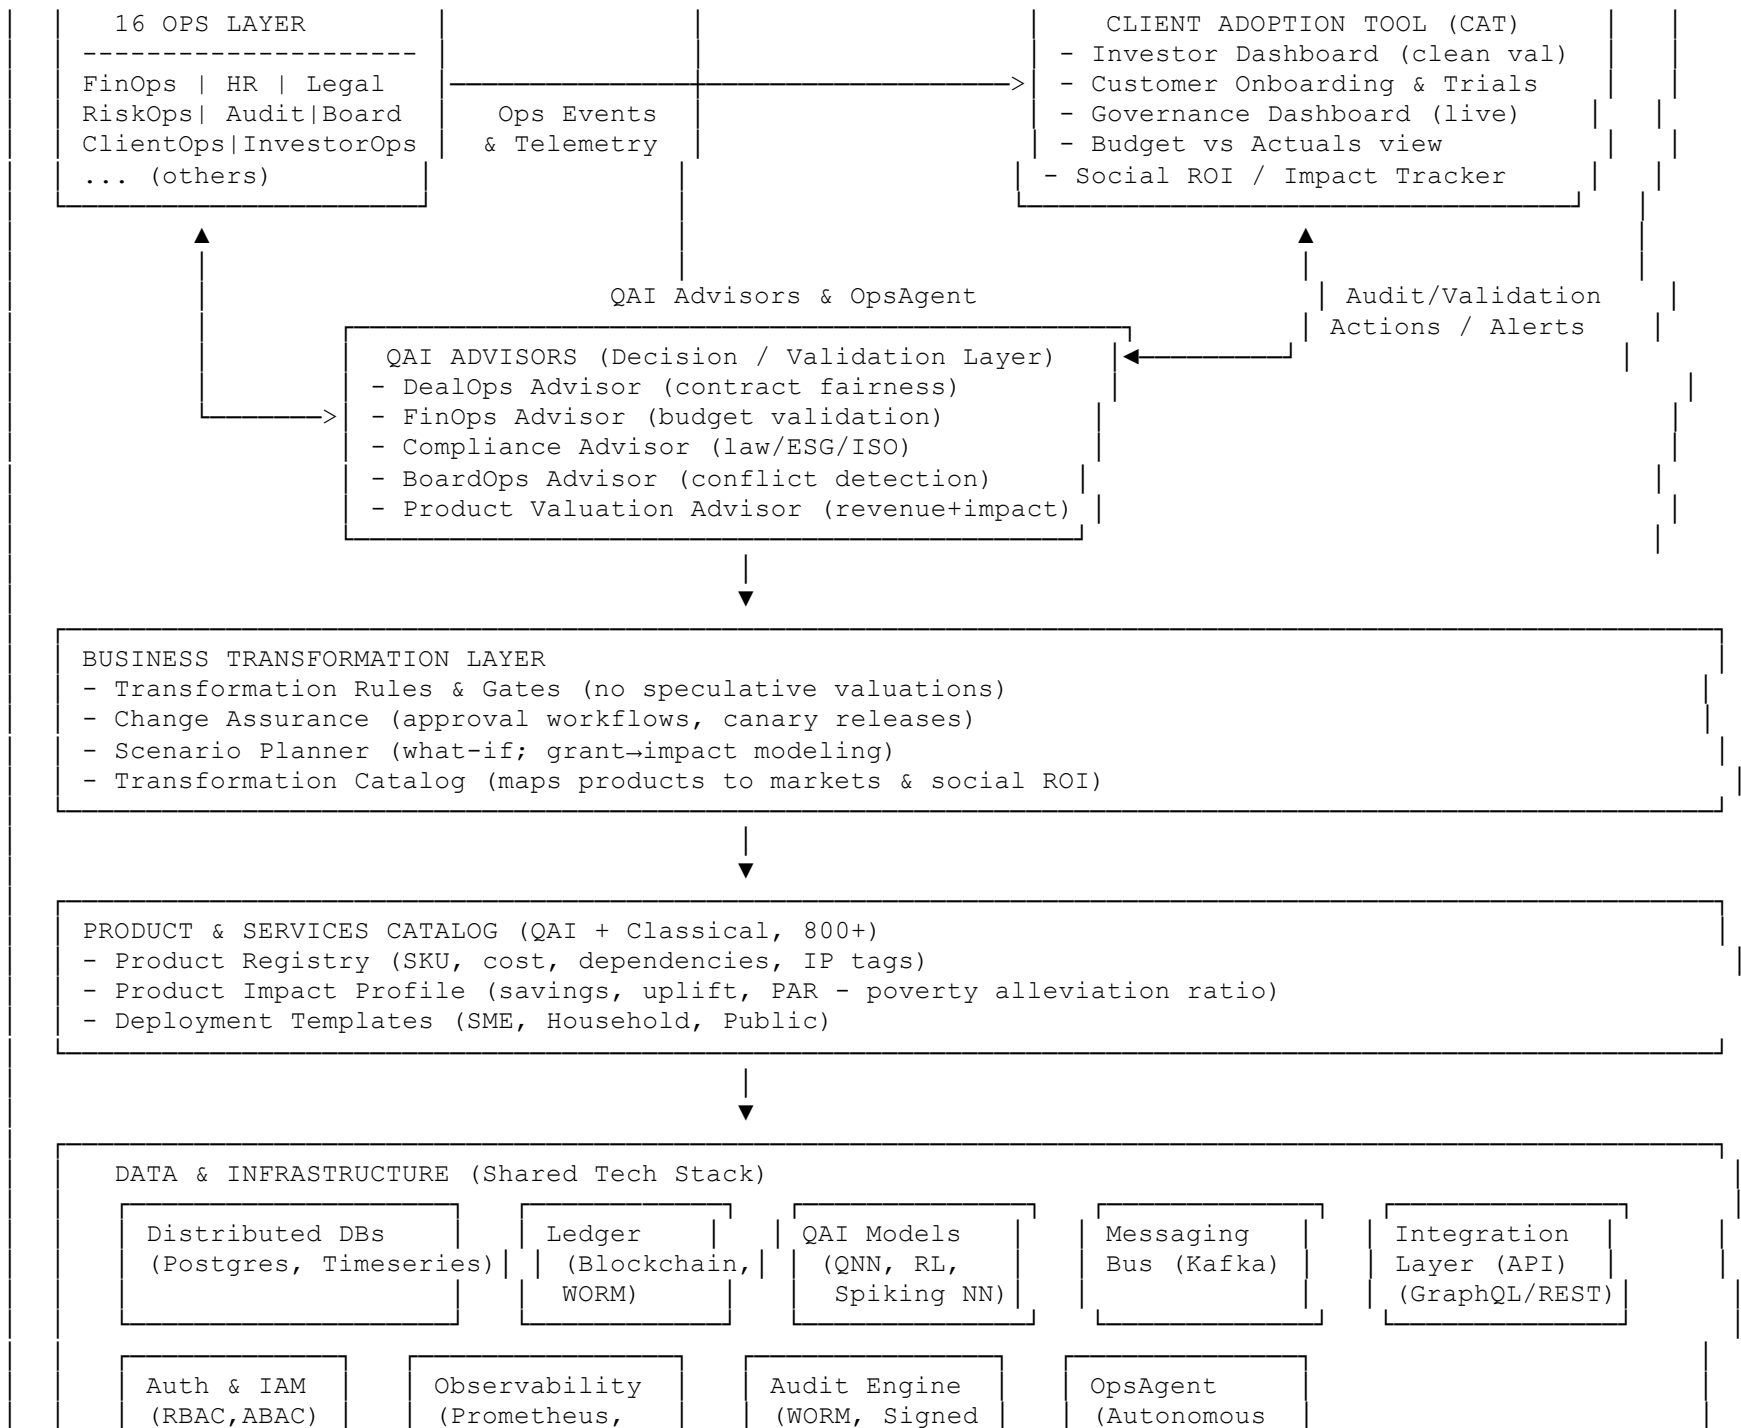 16 OPS LAYER
CLIENT ADOPTION TOOL (CAT)
---------------------
- Investor Dashboard (clean val)
FinOps | HR | Legal
- Customer Onboarding & Trials
RiskOps| Audit|Board
Ops Events
- Governance Dashboard (live)
ClientOps|InvestorOps
& Telemetry
- Budget vs Actuals view
... (others)
- Social ROI / Impact Tracker
QAI Advisors & OpsAgent
Audit/Validation
Actions / Alerts
QAI ADVISORS (Decision / Validation Layer)
- DealOps Advisor (contract fairness)
- FinOps Advisor (budget validation)
- Compliance Advisor (law/ESG/ISO)
- BoardOps Advisor (conflict detection)
- Product Valuation Advisor (revenue+impact)
BUSINESS TRANSFORMATION LAYER
- Transformation Rules & Gates (no speculative valuations)
- Change Assurance (approval workflows, canary releases)
- Scenario Planner (what-if; grant→impact modeling)
- Transformation Catalog (maps products to markets & social ROI)
PRODUCT & SERVICES CATALOG (QAI + Classical, 800+)
- Product Registry (SKU, cost, dependencies, IP tags)
- Product Impact Profile (savings, uplift, PAR - poverty alleviation ratio)
- Deployment Templates (SME, Household, Public)
DATA & INFRASTRUCTURE (Shared Tech Stack)
Distributed DBs
(Postgres, Timeseries)
Ledger
(Blockchain,
WORM)
QAI Models
(QNN, RL,
Spiking NN)
Messaging
Bus (Kafka)
Integration
Layer (API)
(GraphQL/REST)
Auth & IAM
(RBAC,ABAC)
Observability
(Prometheus,
Audit Engine
(WORM, Signed
OpsAgent
(Autonomous